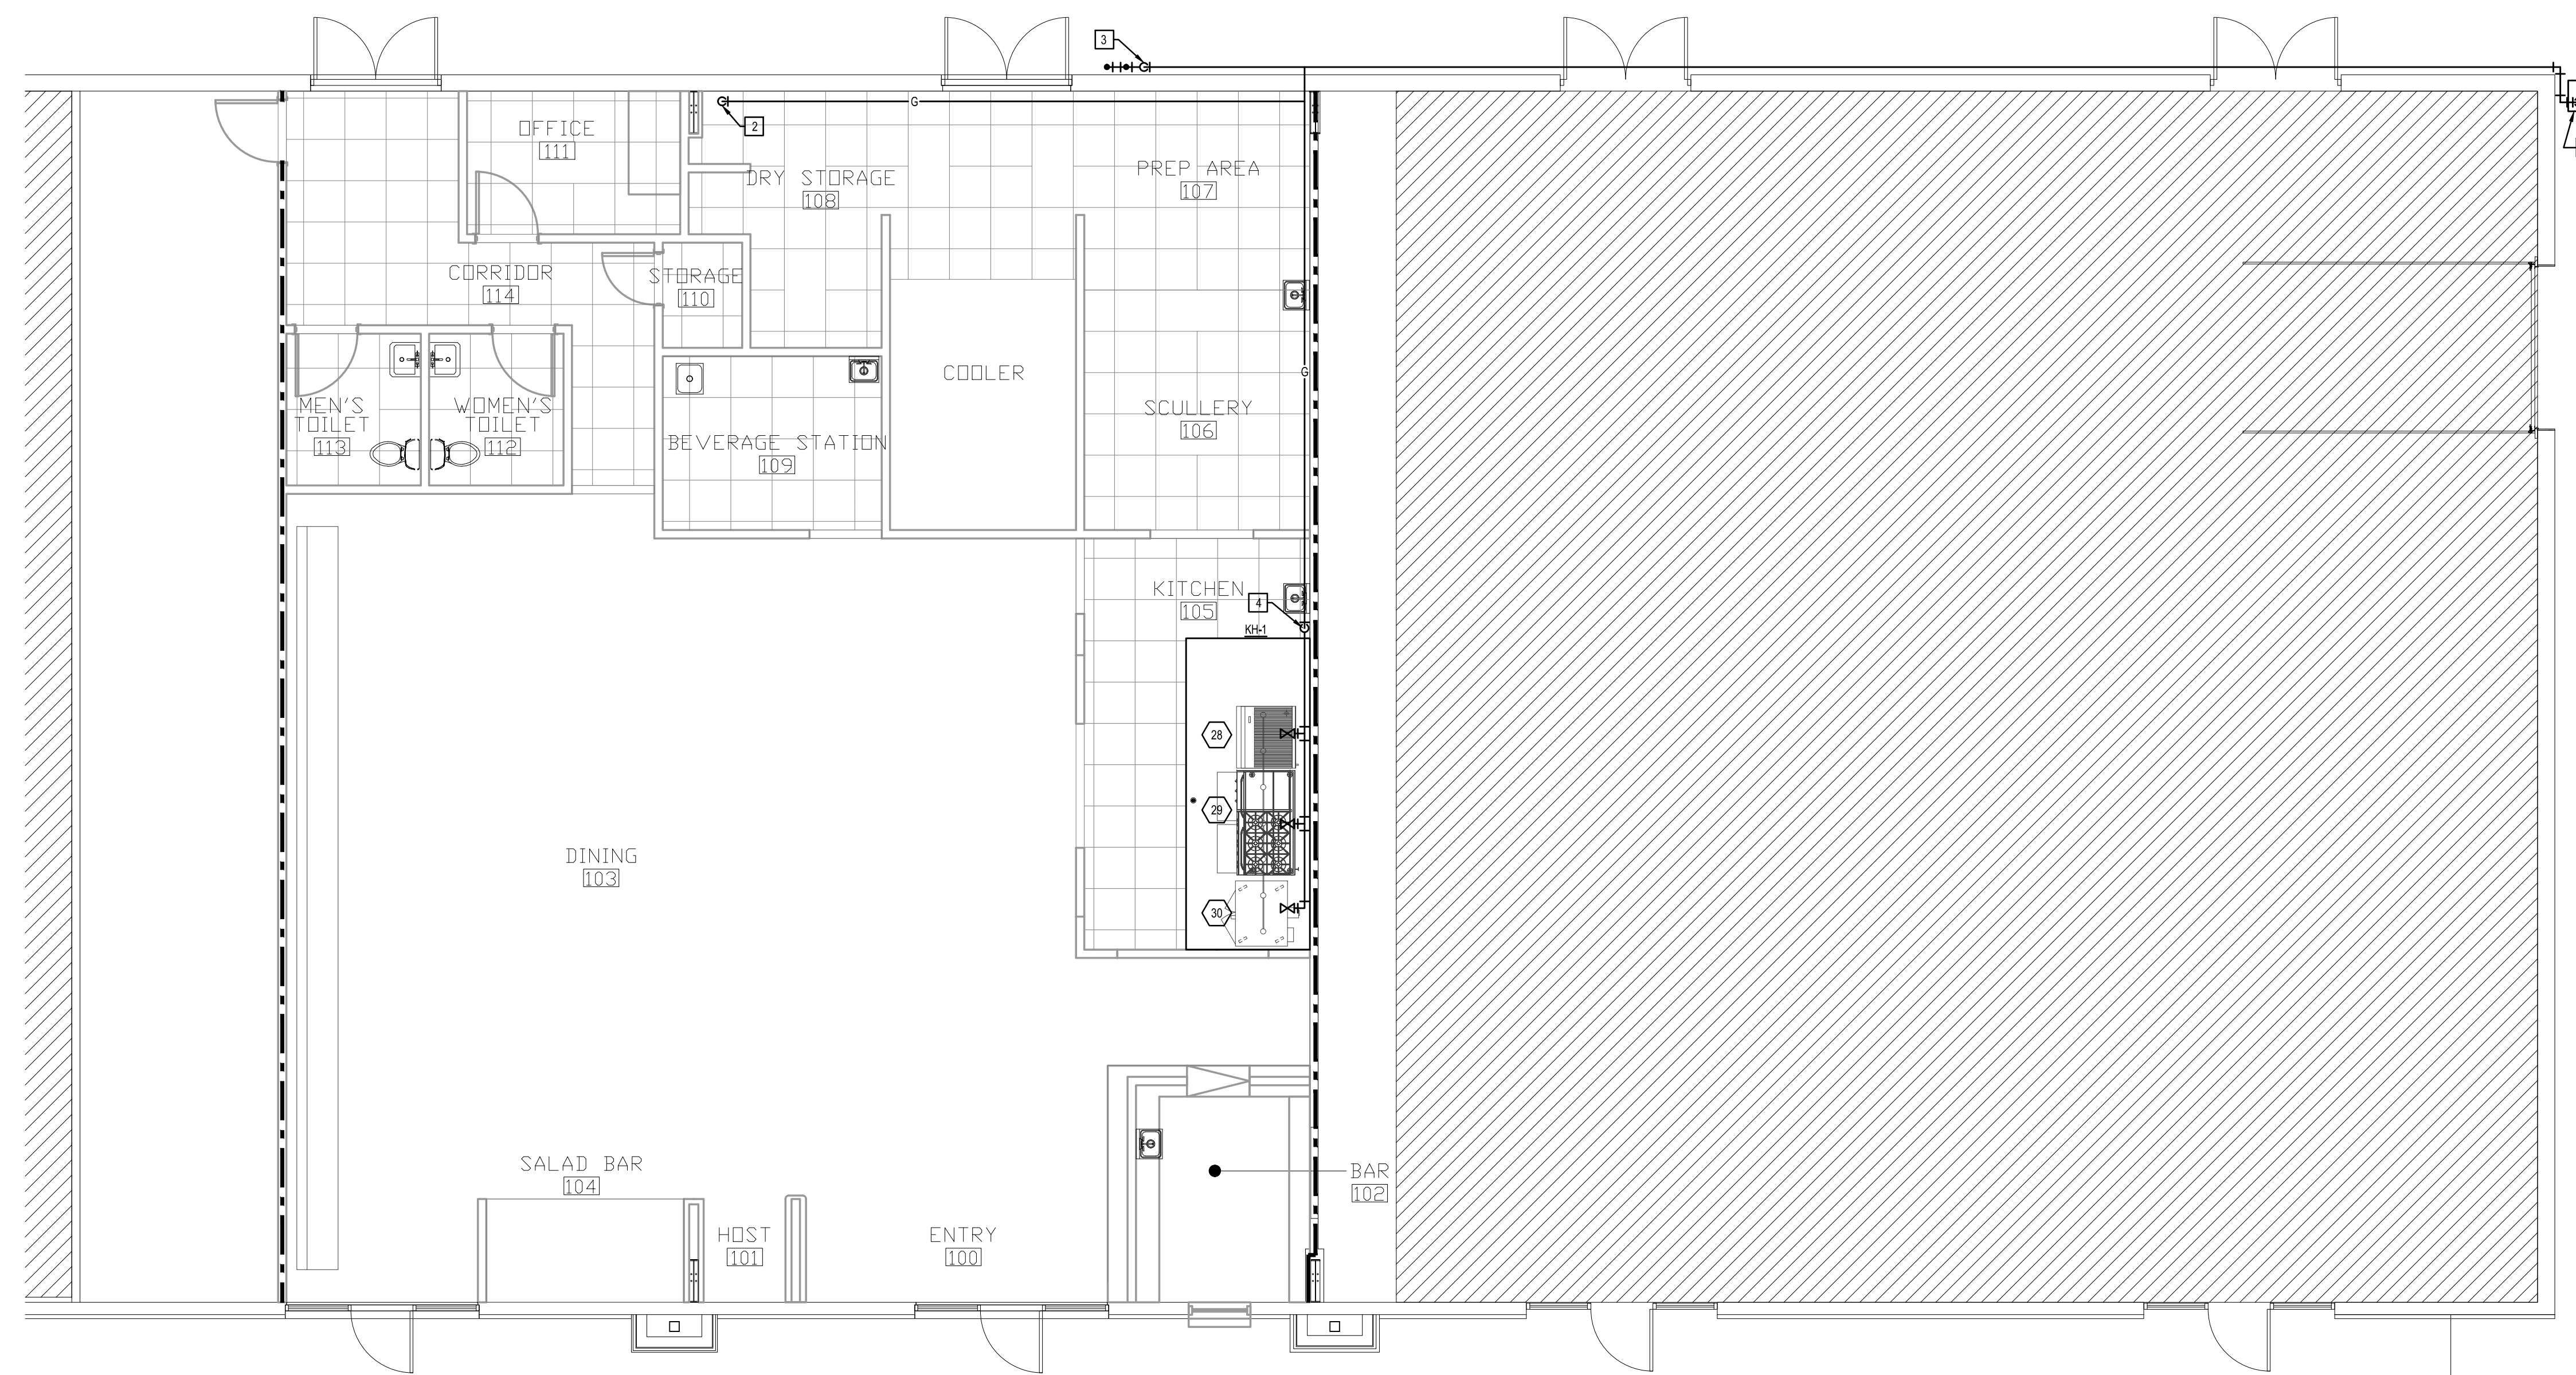 3
G
2
OFFICE
111
DRY STORAGE
108
PREP AREA
107
CORRIDOR
114
STORAGE
110
G
COOLER
MEN'S
TOILET
113
WOMEN'S
TOILET
112
BEVERAGE STATION
109
SCULLERY
106
KITCHEN
105
4
KH-1
28
29
30
DINING
103
SALAD BAR
104
BAR
102
HOST
101
ENTRY
100